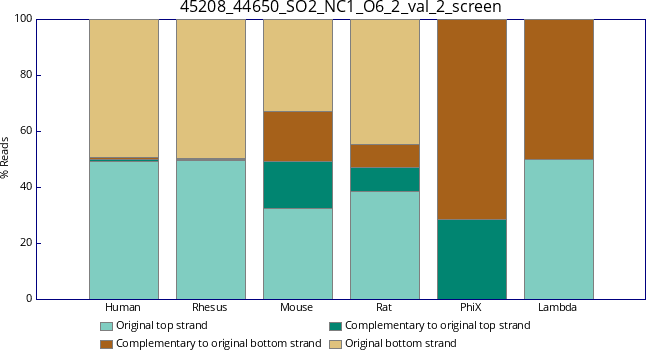 45208_44650_SO2_NC1_O6_2_val_2_screen
100
80
60
40
20
0
% Reads
Human Rhesus Mouse Rat PhiX Lambda
Original top strand Complementary to original top strand
Complementary to original bottom strand Original bottom strand